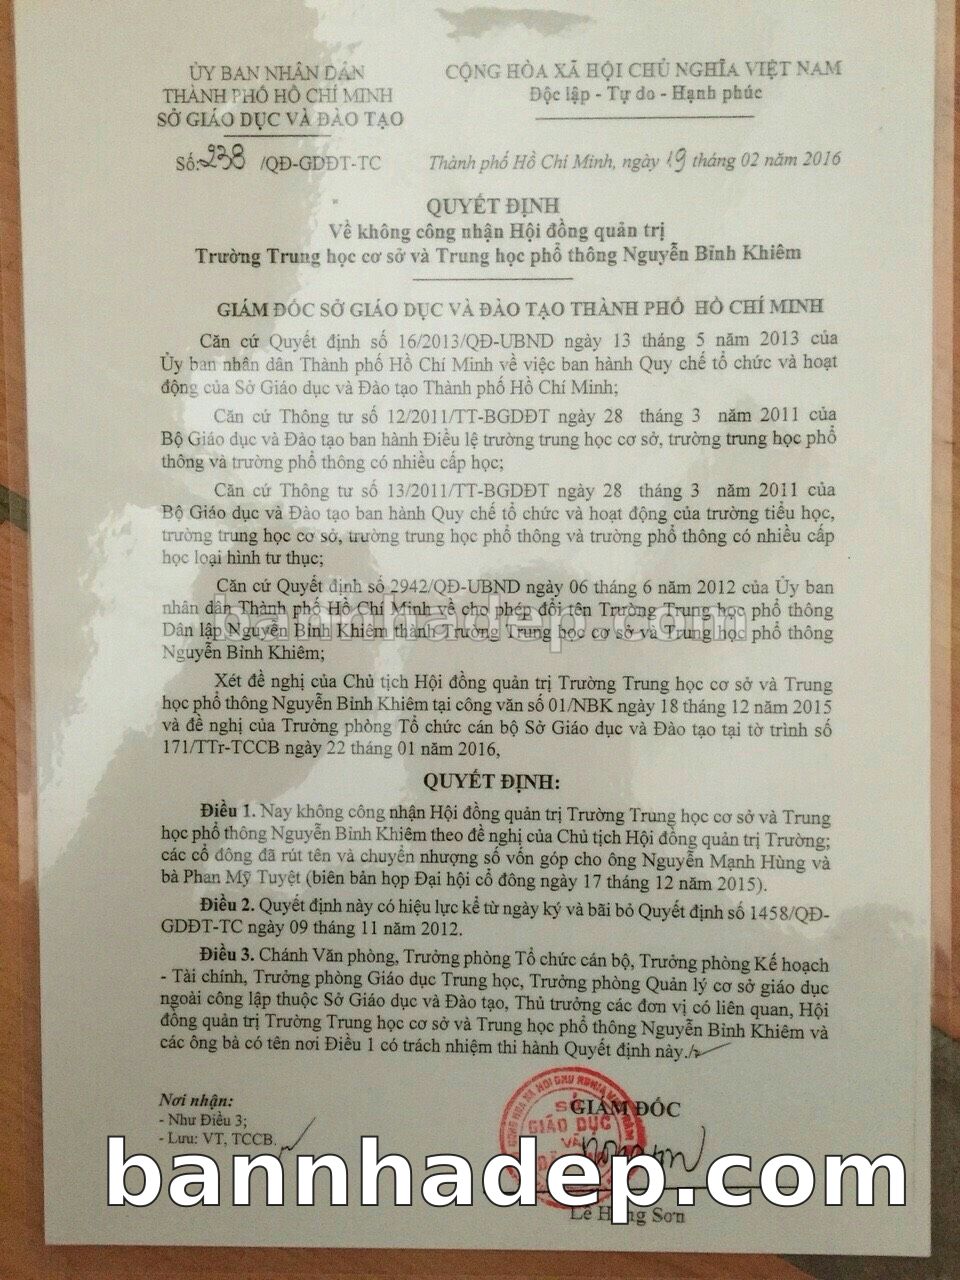 ỦY BAN NHÂN DÂN
THÀNH PHỐ HỒ CHÍ MINH
SỞ GIÁO DỤC VÀ ĐÀO TẠO
Số: 238 /QĐ-GDĐT-TC
CỘNG HÒA XÃ HỘI CHỦ NGHĨA VIỆT NAM
Độc lập - Tự do - Hạnh phúc
Thành phố Hồ Chí Minh, ngày 19 tháng 02 năm 2016
QUYẾT ĐỊNH
Về không công nhận Hội đồng quản trị
Trường Trung học cơ sở và Trung học phổ thông Nguyễn Bỉnh Khiêm
GIÁM ĐỐC SỞ GIÁO DỤC VÀ ĐÀO TẠO THÀNH PHỐ HỒ CHÍ MINH
Căn cứ Quyết định số 16/2013/QĐ-UBND ngày 13 tháng 5 năm 2013 của
Ủy ban nhân dân Thành phố Hồ Chí Minh về việc ban hành Quy chế tổ chức và hoạt
động của Sở Giáo dục và Đào tạo Thành phố Hồ Chí Minh;
Căn cứ Thông tư số 12/2011/TT-BGDĐT ngày 28 tháng 3 năm 2011 của
Bộ Giáo dục và Đào tạo ban hành Điều lệ trường trung học cơ sở, trường trung học phổ
thông và trường phổ thông có nhiều cấp học;
Căn cứ Thông tư số 13/2011/TT-BGDĐT ngày 28 tháng 3 năm 2011 của
Bộ Giáo dục và Đào tạo ban hành Quy chế tổ chức và hoạt động của trường tiểu học,
trường trung học cơ sở, trường trung học phổ thông và trường phổ thông có nhiều cấp
học loại hình tư thục;
Căn cứ Quyết định số 2942/QĐ-UBND ngày 06 tháng 6 năm 2012 của Ủy ban
nhân dân Thành phố Hồ Chí Minh về cho phép đổi tên Trường Trung học phổ thông
Dân lập Nguyễn Bỉnh Khiêm thành Trường Trung học cơ sở và Trung học phổ thông
Nguyễn Bỉnh Khiêm;
bannhadep.com
Xét đề nghị của Chủ tịch Hội đồng quản trị Trường Trung học cơ sở và Trung
học phổ thông Nguyễn Bỉnh Khiêm tại công văn số 01/NBK ngày 18 tháng 12 năm 2015
và đề nghị của Trưởng phòng Tổ chức cán bộ Sở Giáo dục và Đào tạo tại tờ trình số
171/TTr-TCCB ngày 22 tháng 01 năm 2016,
QUYẾT ĐỊNH:
Điều 1. Nay không công nhận Hội đồng quản trị Trường Trung học cơ sở và Trung
học phổ thông Nguyễn Bỉnh Khiêm theo đề nghị của Chủ tịch Hội đồng quản trị Trường;
các cổ đông đã rút tên và chuyển nhượng số vốn góp cho ông Nguyễn Mạnh Hùng và
bà Phan Mỹ Tuyệt (biên bản họp Đại hội cổ đông ngày 17 tháng 12 năm 2015).
Điều 2. Quyết định này có hiệu lực kể từ ngày ký và bãi bỏ Quyết định số 1458/QĐ-
GDĐT-TC ngày 09 tháng 11 năm 2012.
Điều 3. Chánh Văn phòng, Trưởng phòng Tổ chức cán bộ, Trưởng phòng Kế hoạch
- Tài chính, Trưởng phòng Giáo dục Trung học, Trưởng phòng Quản lý cơ sở giáo dục
ngoài công lập thuộc Sở Giáo dục và Đào tạo, Thủ trưởng các đơn vị có liên quan, Hội
đồng quản trị Trường Trung học cơ sở và Trung học phổ thông Nguyễn Bỉnh Khiêm và
các ông bà có tên nơi Điều 1 có trách nhiệm thi hành Quyết định này./.
Nơi nhận:
- Như Điều 3;
- Lưu: VT, TCCB.
GIÁM ĐỐC
SỞ
GIÁO DỤC
VÀ
bannhadep.com
Lê Hồng Sơn